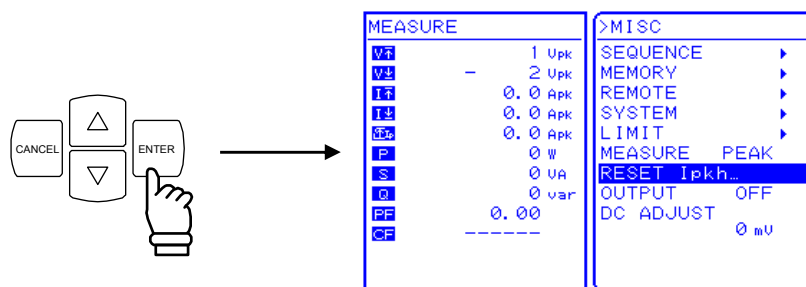 CANCEL
ENTER
MEASURE
V 1 Vpk
V - 2 Vpk
I 0.0 Apk
I 0.0 Apk
0.0 Apk
P 0 W
S 0 VA
Q 0 var
PF 0.00
CF ------
>MISC
SEQUENCE
MEMORY
REMOTE
SYSTEM
LIMIT
MEASURE PEAK
RESET Ipkh…
OUTPUT OFF
DC ADJUST
0 mV